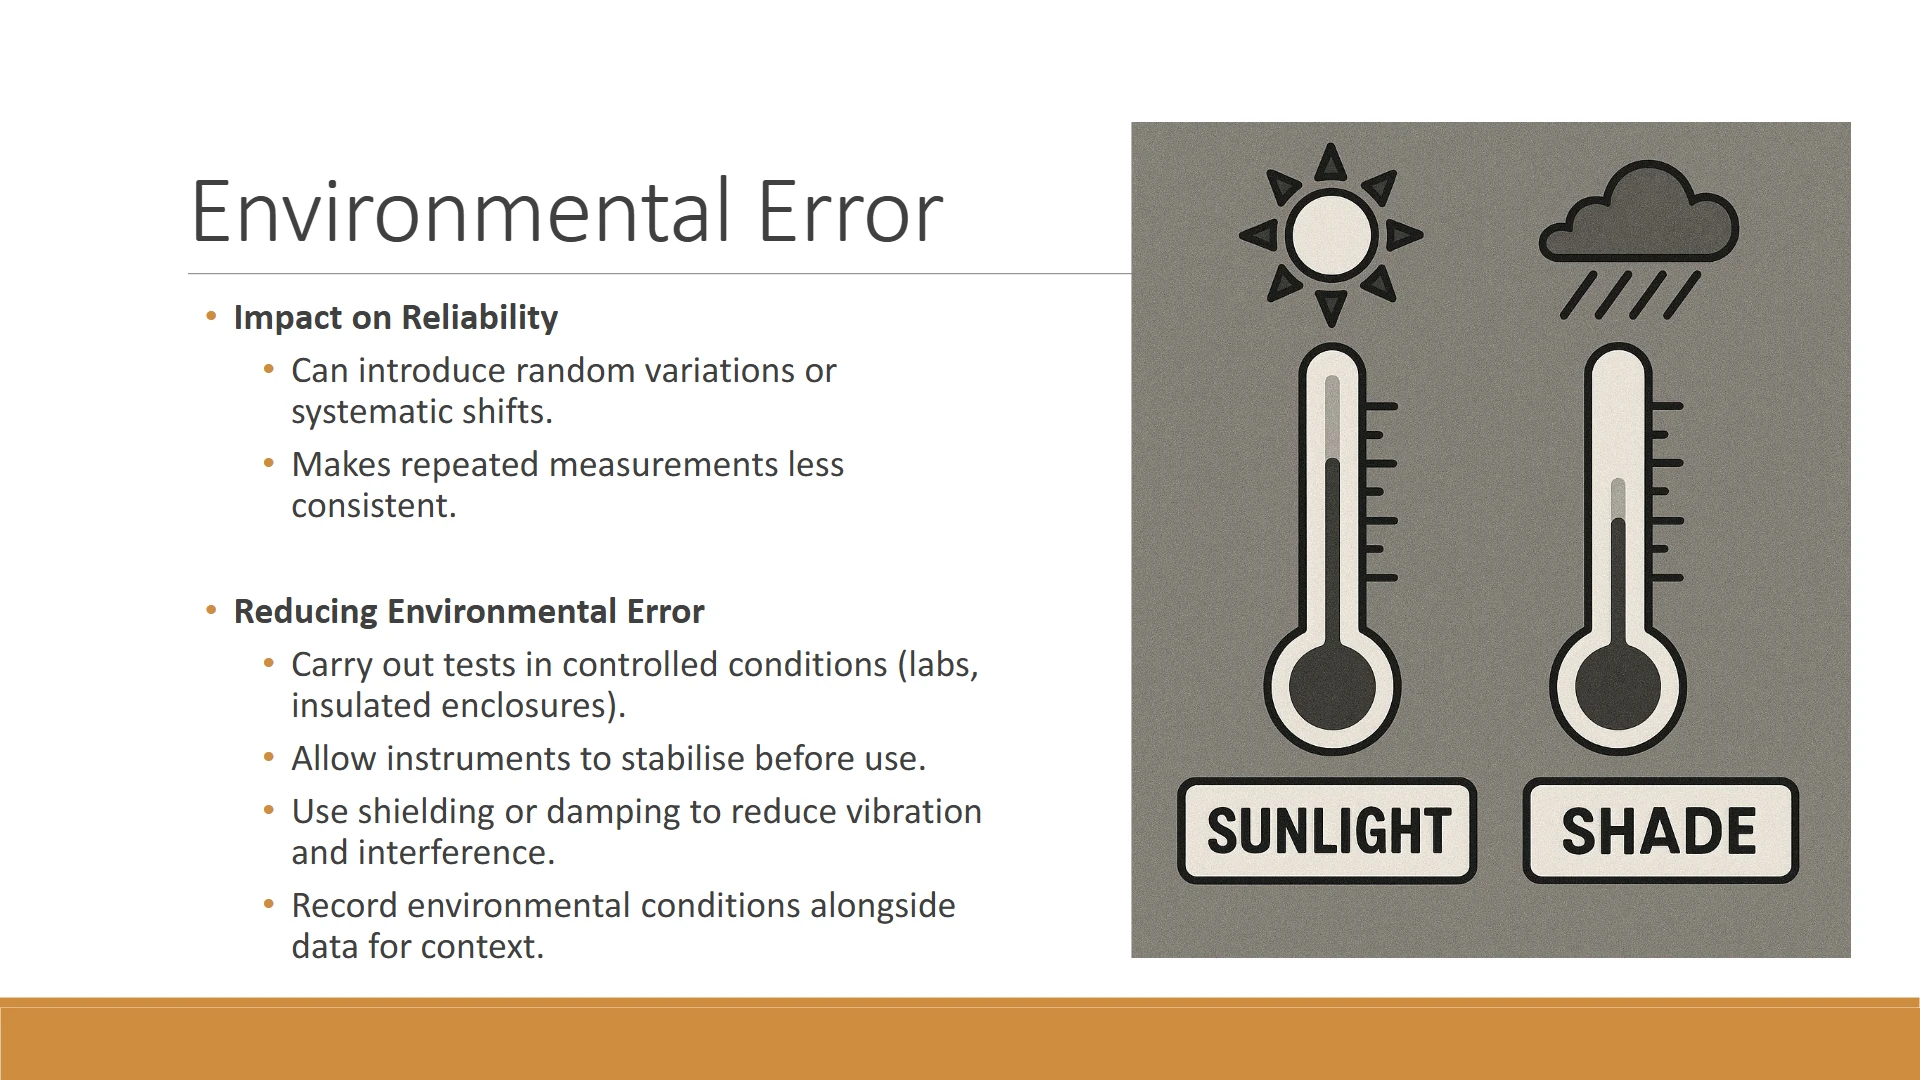 Environmental Error
• Impact on Reliability
• Can introduce random variations or
systematic shifts.
• Makes repeated measurements less
consistent.
• Reducing Environmental Error
• Carry out tests in controlled conditions (labs,
insulated enclosures).
• Allow instruments to stabilise before use.
• Use shielding or damping to reduce vibration
and interference.
• Record environmental conditions alongside
data for context.
SUNLIGHT
SHADE